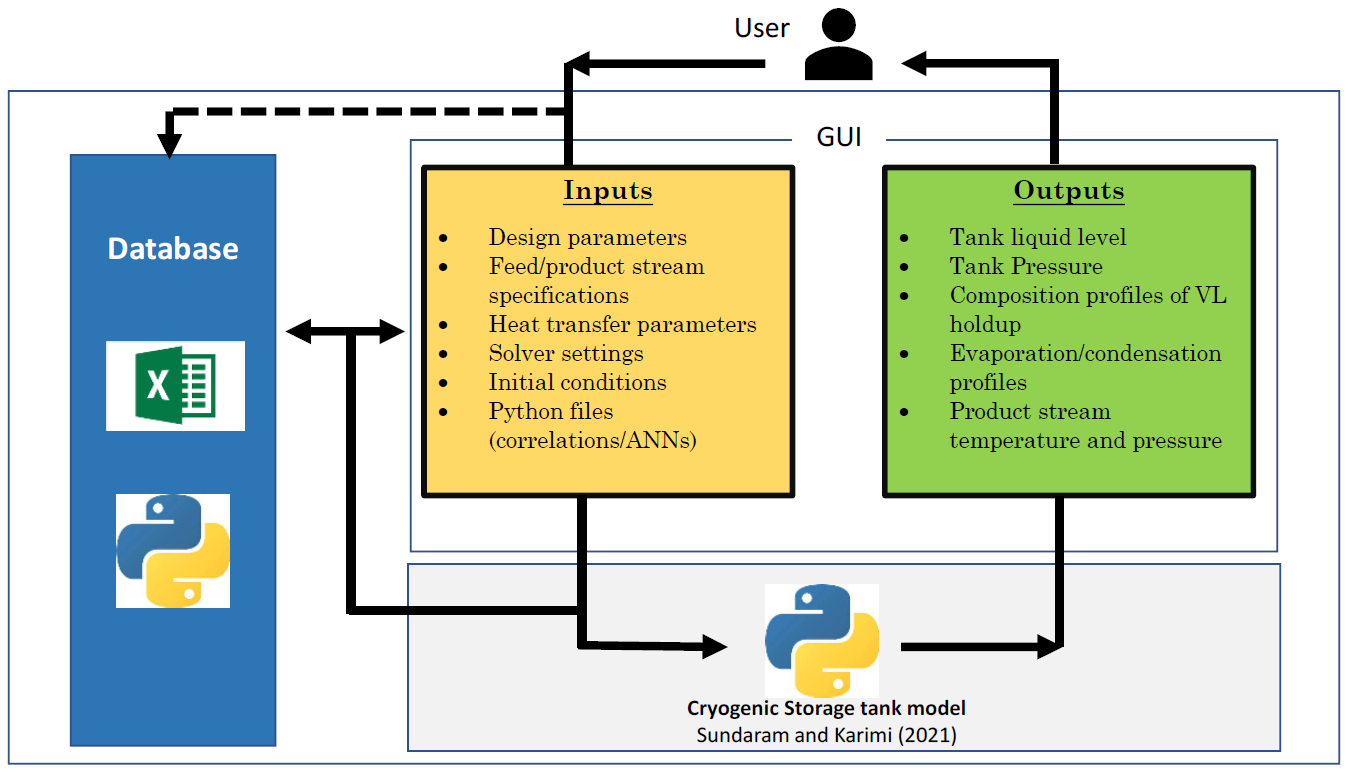 User
GUI
Database
X
Inputs
• Design parameters
• Feed/product stream
specifications
• Heat transfer parameters
• Solver settings
• Initial conditions
• Python files
(correlations/ANNs)
Outputs
• Tank liquid level
• Tank Pressure
• Composition profiles of VL
holdup
• Evaporation/condensation
profiles
• Product stream
temperature and pressure
Cryogenic Storage tank model
Sundaram and Karimi (2021)